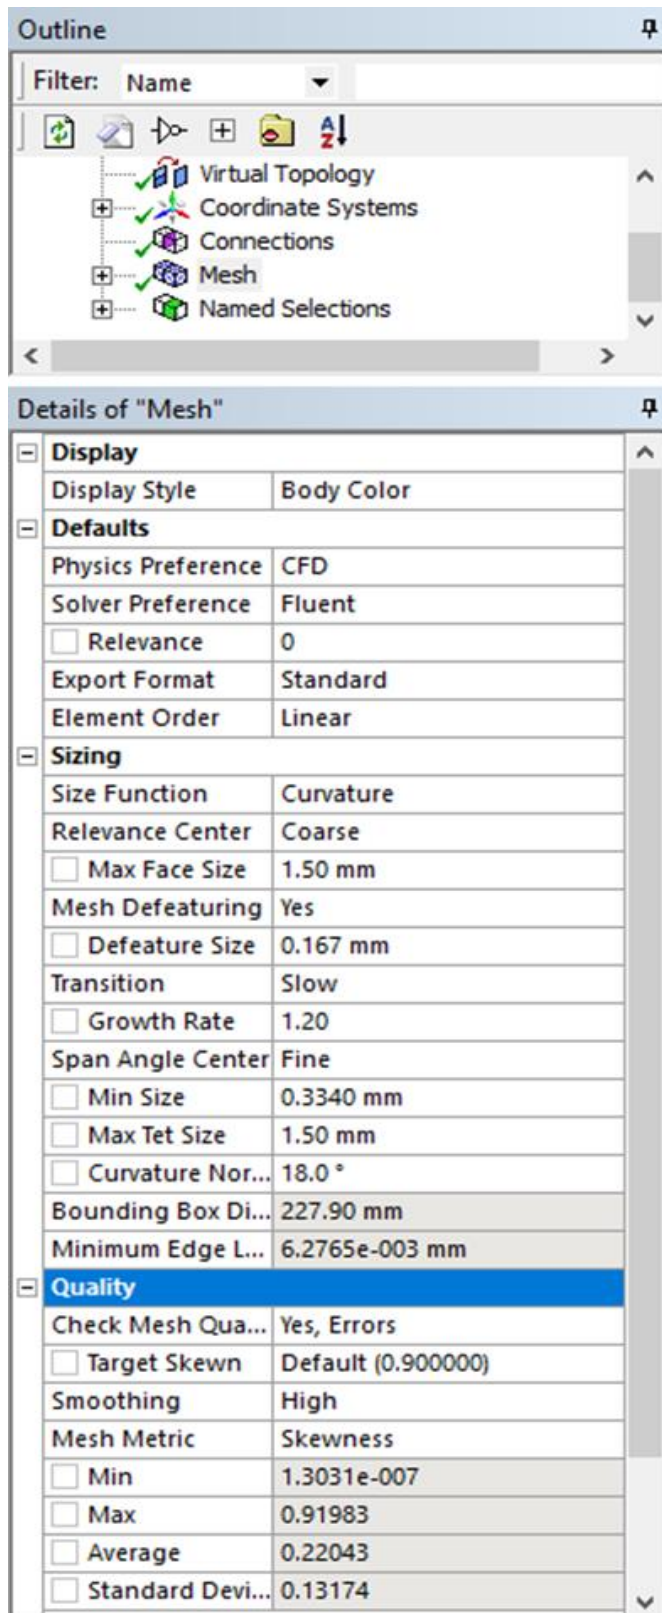 Outline
Filter: Name
Virtual Topology
Coordinate Systems
Connections
Mesh
Named Selections
Details of "Mesh"
Display
Display Style Body Color
Defaults
Physics Preference CFD
Solver Preference Fluent
Relevance 0
Export Format Standard
Element Order Linear
Sizing
Size Function Curvature
Relevance Center Coarse
Max Face Size 1.50 mm
Mesh Defeaturing Yes
Defeature Size 0.167 mm
Transition Slow
Growth Rate 1.20
Span Angle Center Fine
Min Size 0.3340 mm
Max Tet Size 1.50 mm
Curvature Nor... 18.0 °
Bounding Box Di... 227.90 mm
Minimum Edge L... 6.2765e-003 mm
Quality
Check Mesh Qua... Yes, Errors
Target Skewn Default (0.900000)
Smoothing High
Mesh Metric Skewness
Min 1.3031e-007
Max 0.91983
Average 0.22043
Standard Devi... 0.13174